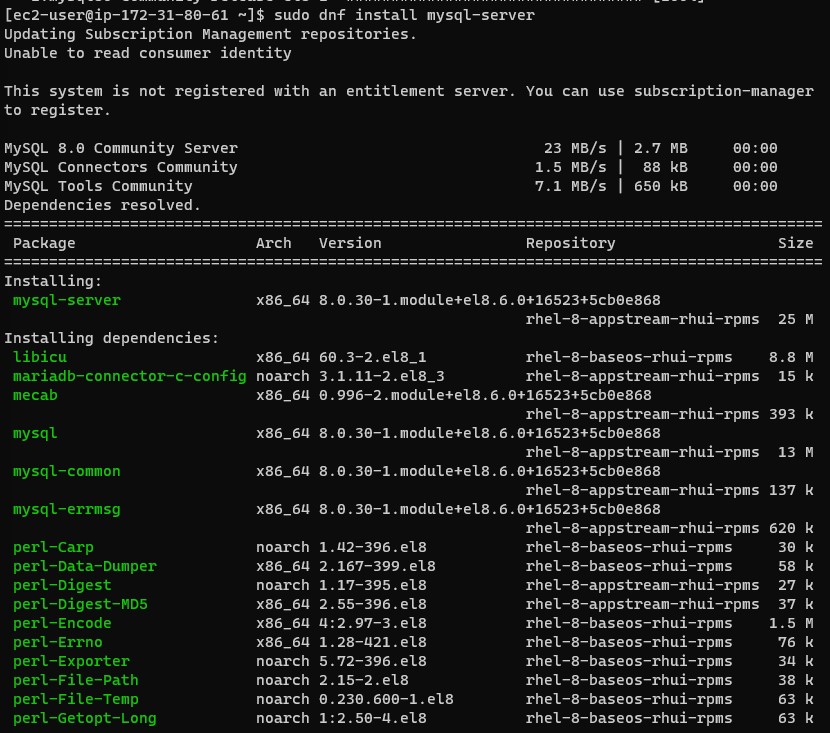 [ec2-user@ip-172-31-80-61 ~]$ sudo dnf install mysql-server
Updating Subscription Management repositories.
Unable to read consumer identity
This system is not registered with an entitlement server. You can use subscription-manager
to register.
MySQL 8.0 Community Server 23 MB/s | 2.7 MB 00:00
MySQL Connectors Community 1.5 MB/s | 88 kB 00:00
MySQL Tools Community 7.1 MB/s | 650 kB 00:00
Dependencies resolved.
===========================================================================================
Package Arch Version Repository Size
===========================================================================================
Installing:
mysql-server x86_64 8.0.30-1.module+el8.6.0+16523+5cb0e868
rhel-8-appstream-rhui-rpms 25 M
Installing dependencies:
libicu x86_64 60.3-2.el8_1 rhel-8-baseos-rhui-rpms 8.8 M
mariadb-connector-c-config noarch 3.1.11-2.el8_3 rhel-8-appstream-rhui-rpms 15 k
mecab x86_64 0.996-2.module+el8.6.0+16523+5cb0e868
rhel-8-appstream-rhui-rpms 393 k
mysql x86_64 8.0.30-1.module+el8.6.0+16523+5cb0e868
rhel-8-appstream-rhui-rpms 13 M
mysql-common x86_64 8.0.30-1.module+el8.6.0+16523+5cb0e868
rhel-8-appstream-rhui-rpms 137 k
mysql-errmsg x86_64 8.0.30-1.module+el8.6.0+16523+5cb0e868
rhel-8-appstream-rhui-rpms 620 k
perl-Carp noarch 1.42-396.el8 rhel-8-baseos-rhui-rpms 30 k
perl-Data-Dumper x86_64 2.167-399.el8 rhel-8-baseos-rhui-rpms 58 k
perl-Digest noarch 1.17-395.el8 rhel-8-appstream-rhui-rpms 27 k
perl-Digest-MD5 x86_64 2.55-396.el8 rhel-8-appstream-rhui-rpms 37 k
perl-Encode x86_64 4:2.97-3.el8 rhel-8-baseos-rhui-rpms 1.5 M
perl-Errno x86_64 1.28-421.el8 rhel-8-baseos-rhui-rpms 76 k
perl-Exporter noarch 5.72-396.el8 rhel-8-baseos-rhui-rpms 34 k
perl-File-Path noarch 2.15-2.el8 rhel-8-baseos-rhui-rpms 38 k
perl-File-Temp noarch 0.230.600-1.el8 rhel-8-baseos-rhui-rpms 63 k
perl-Getopt-Long noarch 1:2.50-4.el8 rhel-8-baseos-rhui-rpms 63 k